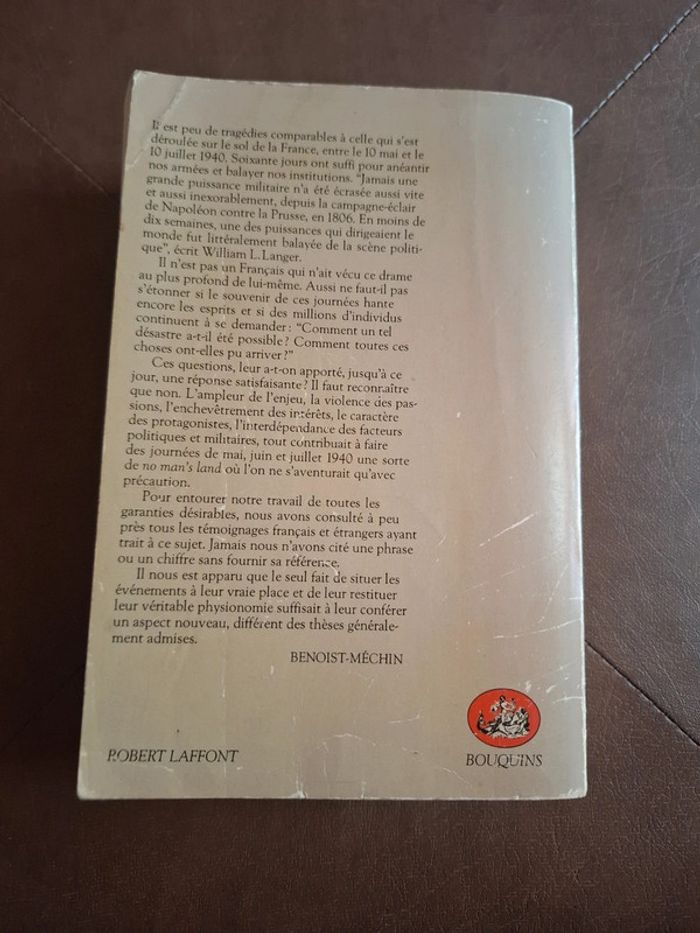 Il est peu de tragédies comparables à celle qui s'est
déroulée sur le sol de la France, entre le 10 mai et le
10 juillet 1940. Soixante jours ont suffi pour anéantir
nos armées et balayer nos institutions. "Jamais une
grande puissance militaire n'a été écrasée aussi vite
et aussi inexorablement, depuis la campagne-éclair
de Napoléon contre la Prusse, en 1806. En moins de
dix semaines, une des puissances qui dirigeaient le
monde fut littéralement balayée de la scène politi-
que", écrit William L. Langer.
Il n'est pas un Français qui n'ait vécu ce drame
au plus profond de lui-même. Aussi ne faut-il pas
s'étonner si le souvenir de ces journées hante
encore les esprits et si des millions d'individus
continuent à se demander : "Comment un tel
désastre a-t-il été possible ? Comment toutes ces
choses ont-elles pu arriver ?"
Ces questions, leur a-t-on apporté, jusqu'à ce
jour, une réponse satisfaisante ? Il faut reconnaître
que non. L'ampleur de l'enjeu, la violence des pas-
sions, l'enchevêtrement des intérêts, le caractère
des protagonistes, l'interdépendance des facteurs
politiques et militaires, tout contribuait à faire
des journées de mai, juin et juillet 1940 une sorte
de no man's land où l'on ne s'aventurait qu'avec
précaution.
Pour entourer notre travail de toutes les
garanties désirables, nous avons consulté à peu
près tous les témoignages français et étrangers ayant
trait à ce sujet. Jamais nous n'avons cité une phrase
ou un chiffre sans fournir sa référence.
Il nous est apparu que le seul fait de situer les
événements à leur vraie place et de leur restituer
leur véritable physionomie suffisait à leur conférer
un aspect nouveau, différent des thèses générale-
ment admises.
BENOIST-MÉCHIN
ROBERT LAFFONT
BOUQUINS